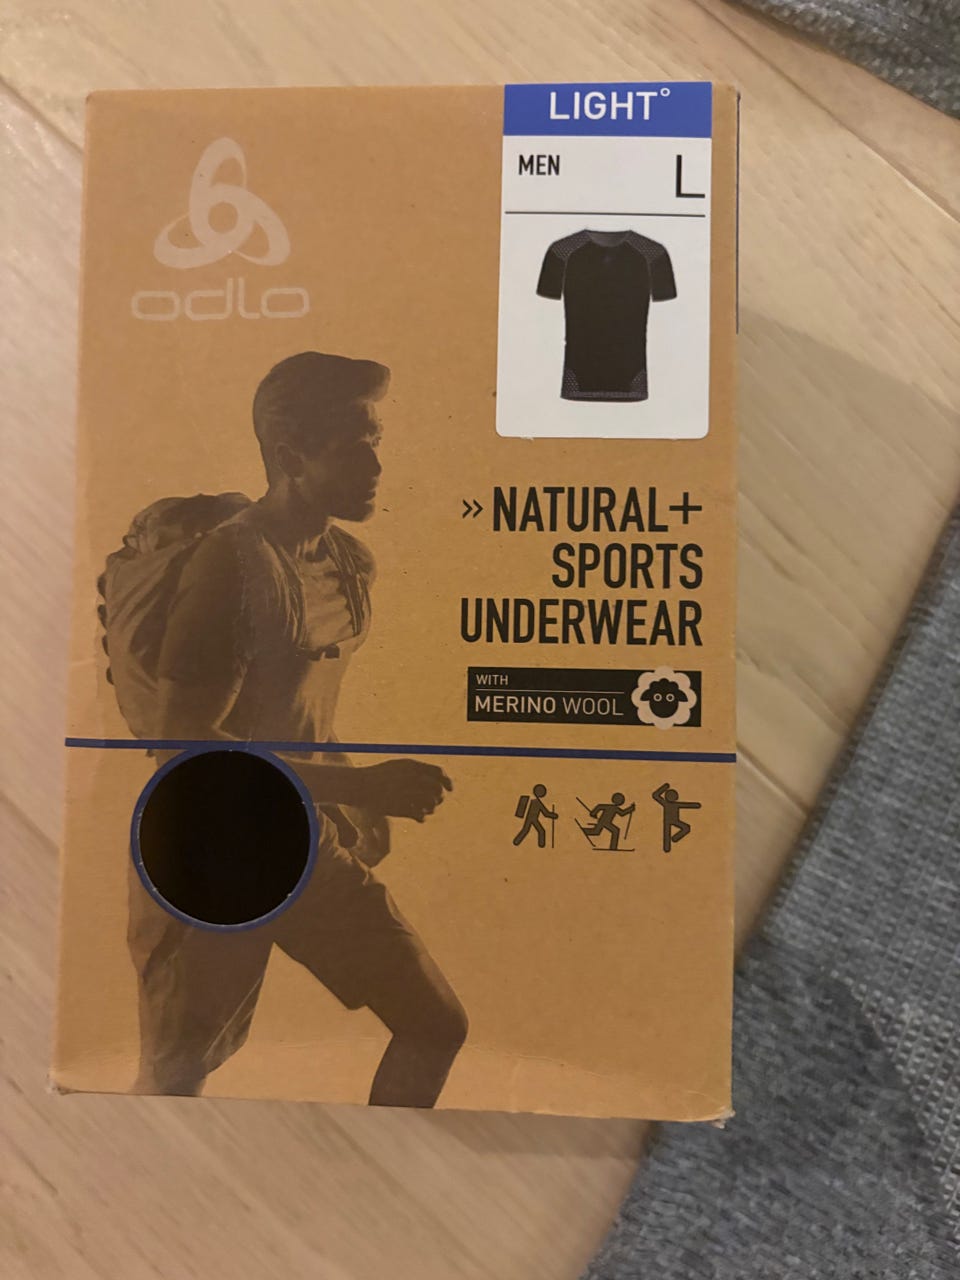 odlo
LIGHT°
MEN
L
» NATURAL+
SPORTS
UNDERWEAR
WITH
MERINO WOOL